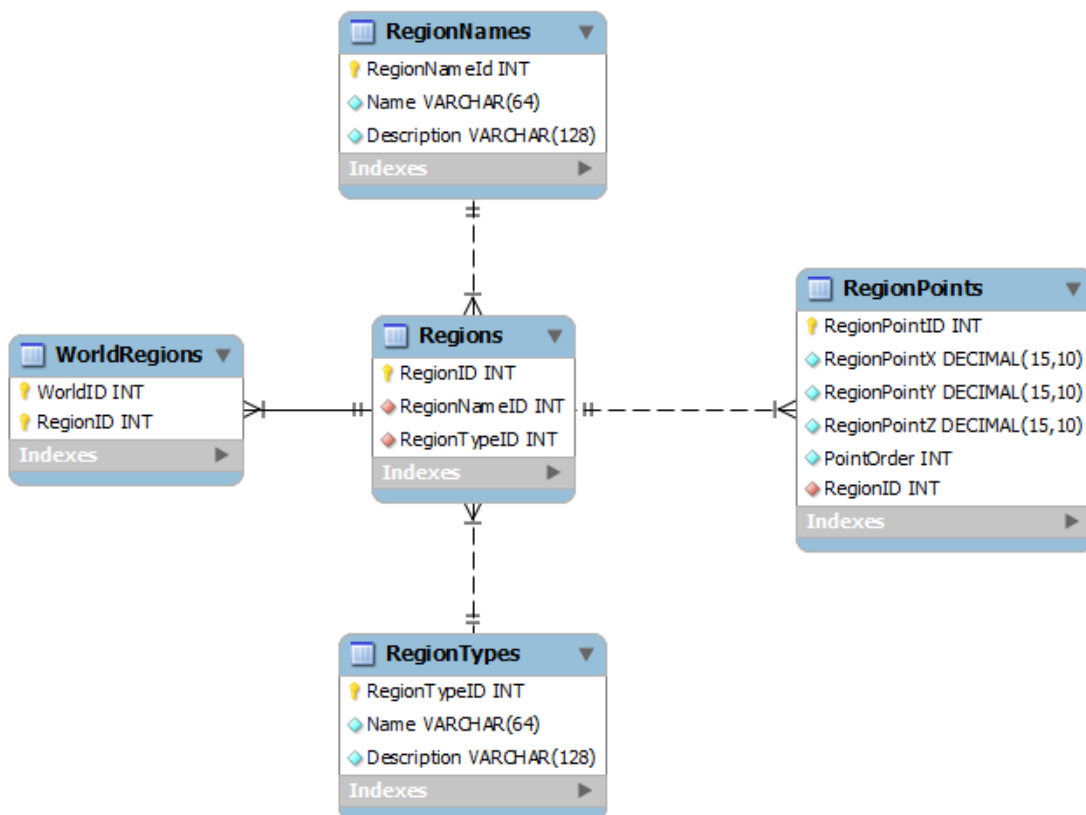 RegionNames
RegionNameId INT
Name VARCHAR(64)
Description VARCHAR(128)
Indexes
WorldRegions
WorldID INT
RegionID INT
Indexes
Regions
RegionID INT
RegionNameID INT
RegionTypeID INT
Indexes
RegionPoints
RegionPointID INT
RegionPointX DECIMAL(15,10)
RegionPointY DECIMAL(15,10)
RegionPointZ DECIMAL(15,10)
PointOrder INT
RegionID INT
Indexes
RegionTypes
RegionTypeID INT
Name VARCHAR(64)
Description VARCHAR(128)
Indexes